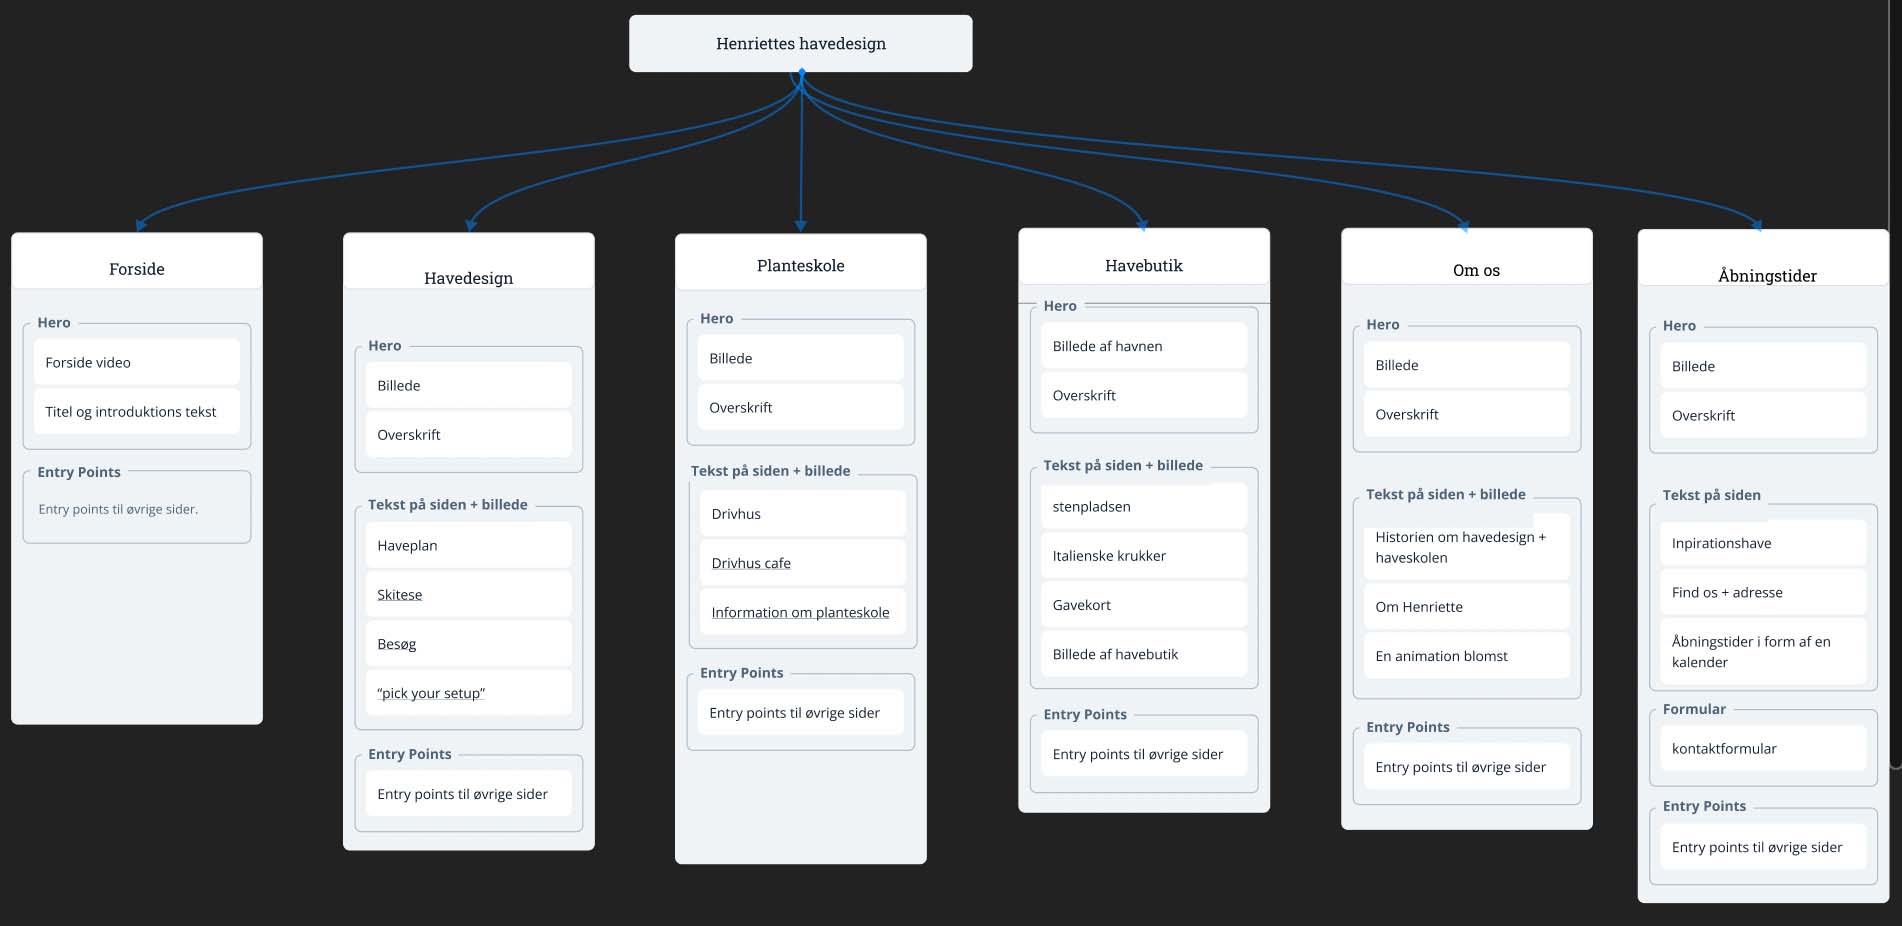 Henriettes havedesign
Forside
Hero
Forside video
Titel og introduktions tekst
Entry Points
Entry points til øvrige sider.
Havedesign
Hero
Billede
Overskrift
Tekst på siden + billede
Haveplan
Skitese
Besøg
“pick your setup”
Entry Points
Entry points til øvrige sider
Planteskole
Hero
Billede
Overskrift
Tekst på siden + billede
Drivhus
Drivhus cafe
Information om planteskole
Entry Points
Entry points til øvrige sider
Havebutik
Hero
Billede af havnen
Overskrift
Tekst på siden + billede
stenpladsen
Italienske krukker
Gavekort
Billede af havebutik
Entry Points
Entry points til øvrige sider
Om os
Hero
Billede
Overskrift
Tekst på siden + billede
Historien om havedesign +
haveskolen
Om Henriette
En animation blomst
Entry Points
Entry points til øvrige sider
Åbningstider
Hero
Billede
Overskrift
Tekst på siden
Inpirationshave
Find os + adresse
Åbningstider i form af en
kalender
Formular
kontaktformular
Entry Points
Entry points til øvrige sider